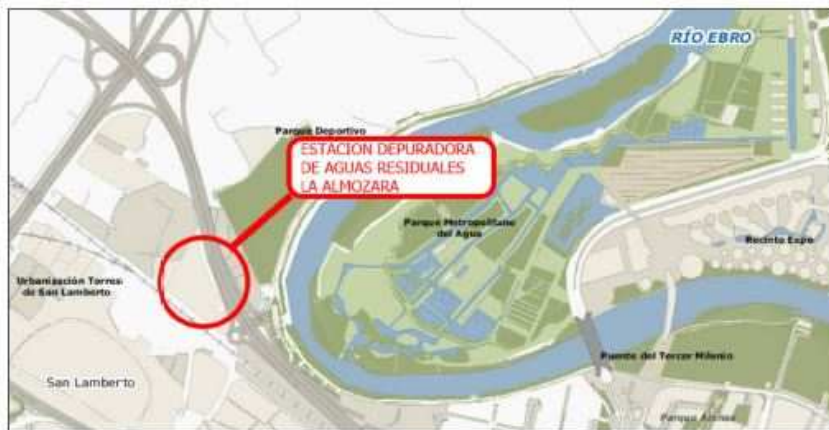 RÍO EBRO
Parque Deportivo
ESTACION DEPURADORA
DE AGUAS RESIDUALES
LA ALMOZARA
Parque Metropolitano
del Agua
Recinto Expo
Urbanización Torres
de San Lamberto
Puente del Tercer Milenio
San Lamberto
Parque